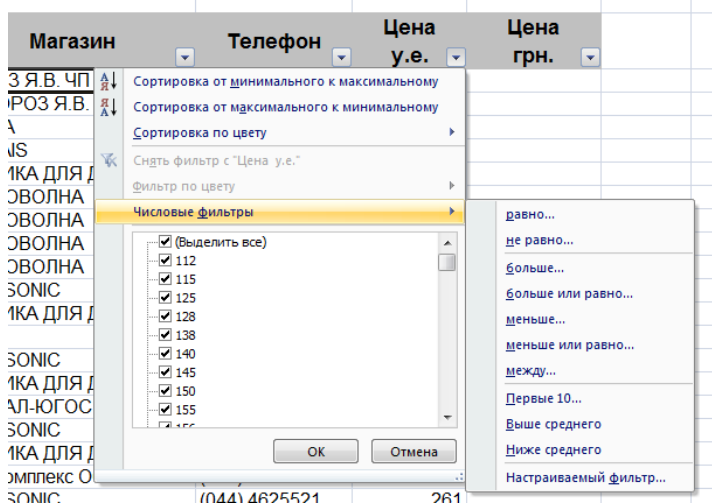 Магазин
Телефон
Цена у.е.
Цена грн.
З Я.В. ЧП
РОЗ Я.В.
Сортировка от минимального к максимальному
Сортировка от максимального к минимальному
Сортировка по цвету
Снять фильтр с "Цена у.е."
Фильтр по цвету
Числовые фильтры
(Выделить все)
112
115
125
128
138
140
145
150
155
OK
Отмена
равно...
не равно...
больше...
больше или равно...
меньше...
меньше или равно...
между...
Первые 10...
Выше среднего
Ниже среднего
Настраиваемый фильтр...
ИКА ДЛЯ Д
ОВОЛНА
ОВОЛНА
ОВОЛНА
ОВОЛНА
SONIC
ИКА ДЛЯ Д
SONIC
ИКА ДЛЯ Д
АЛ-ЮГОС
SONIC
ИКА ДЛЯ Д
омплекс О
SONIC
(044) 4625521
261